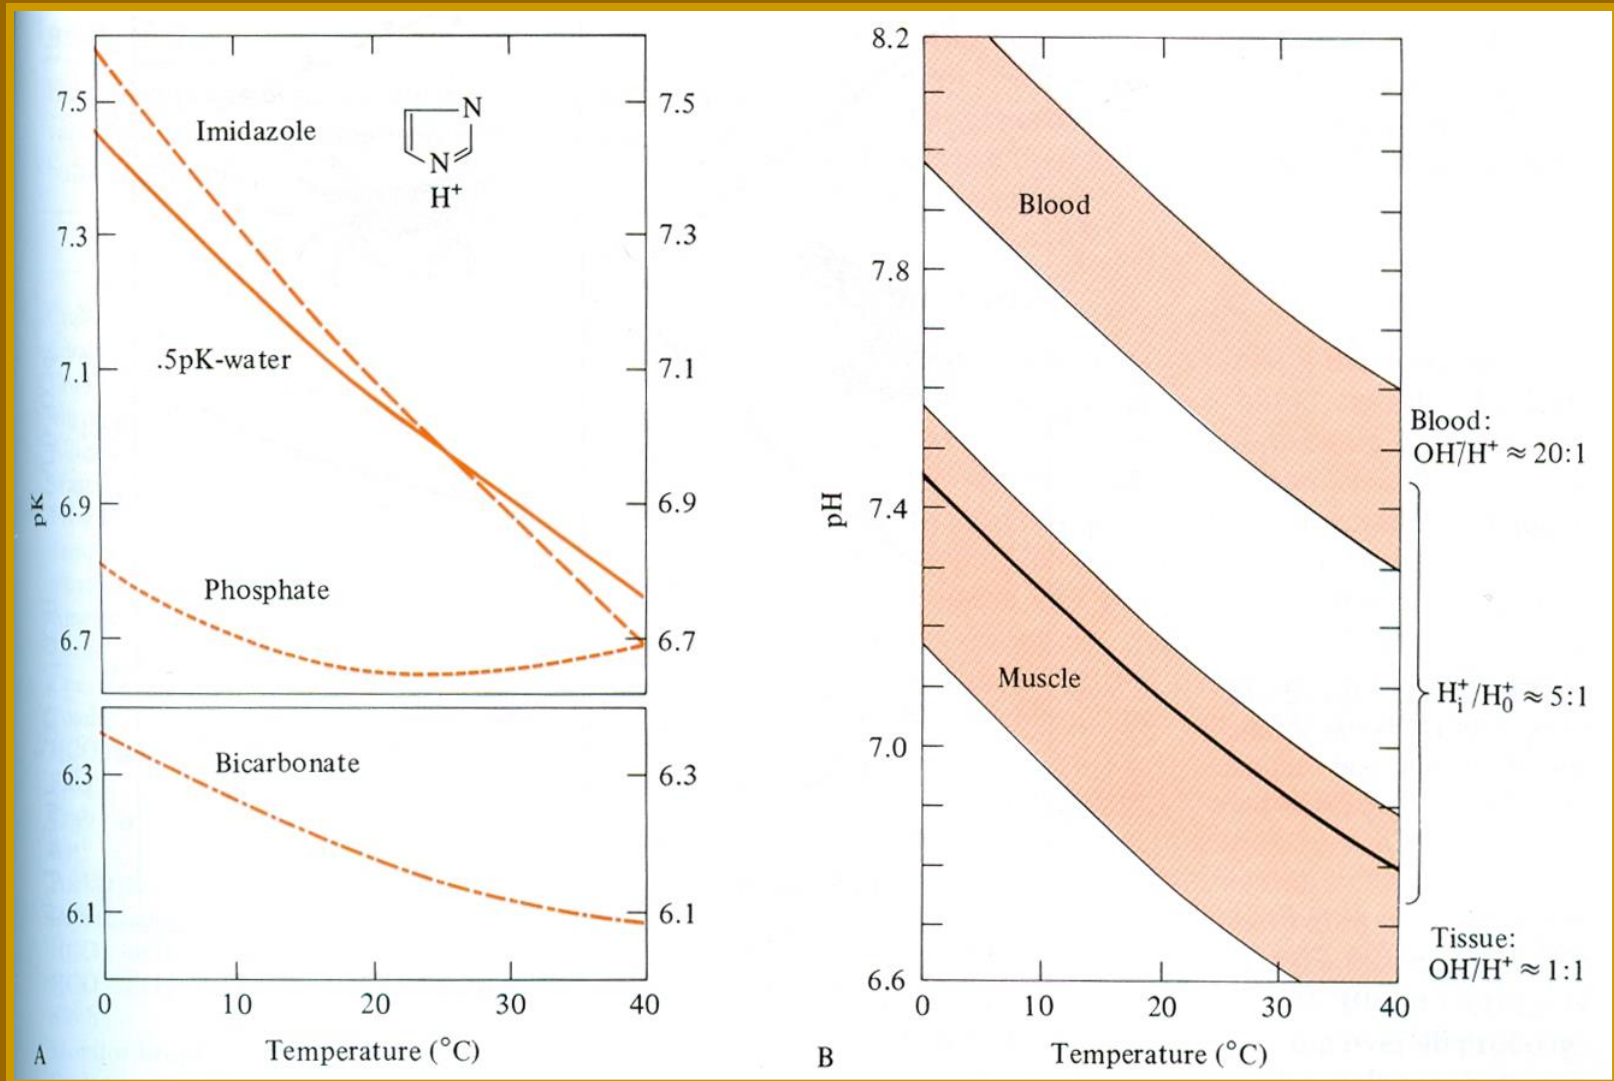 7.5
7.3
7.1
6.9
6.7
6.3
6.1
pK
Imidazole
N
N
H⁺
.5pK-water
Phosphate
Bicarbonate
7.5
7.3
7.1
6.9
6.7
6.3
6.1
0 10 20 30 40
A Temperature (°C)
8.2
7.8
7.4
7.0
6.6
pH
Blood
Muscle
0 10 20 30 40
B Temperature (°C)
Blood:
OH⁻/H⁺ ≈ 20:1
H⁺ᵢ/H⁺₀ ≈ 5:1
Tissue:
OH⁻/H⁺ ≈ 1:1